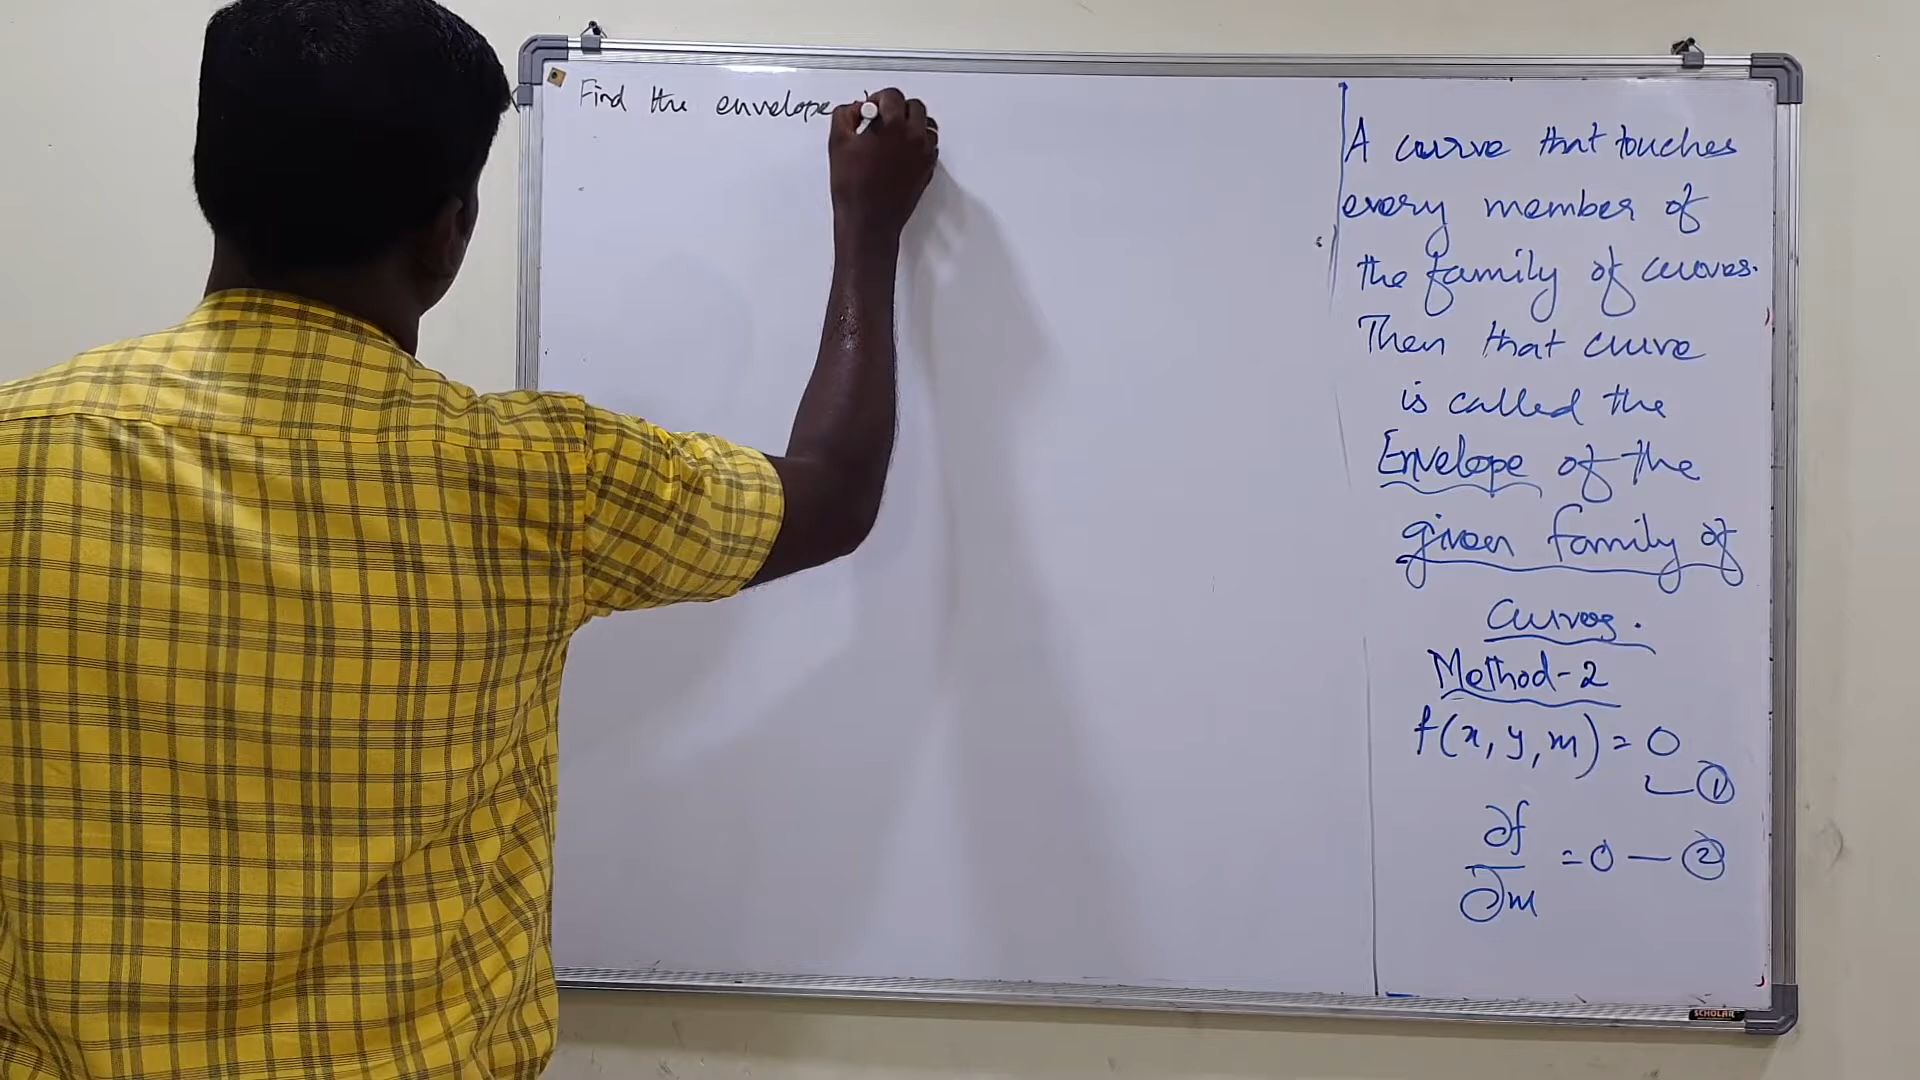 Find the envelope
A curve that touches
every member of
the family of curves.
Then that curve
is called the
Envelope of the
given family of
Curves.
Method-2
f(x, y, m) = 0
①
∂f
= 0 — ②
∂m
SCHOLAR